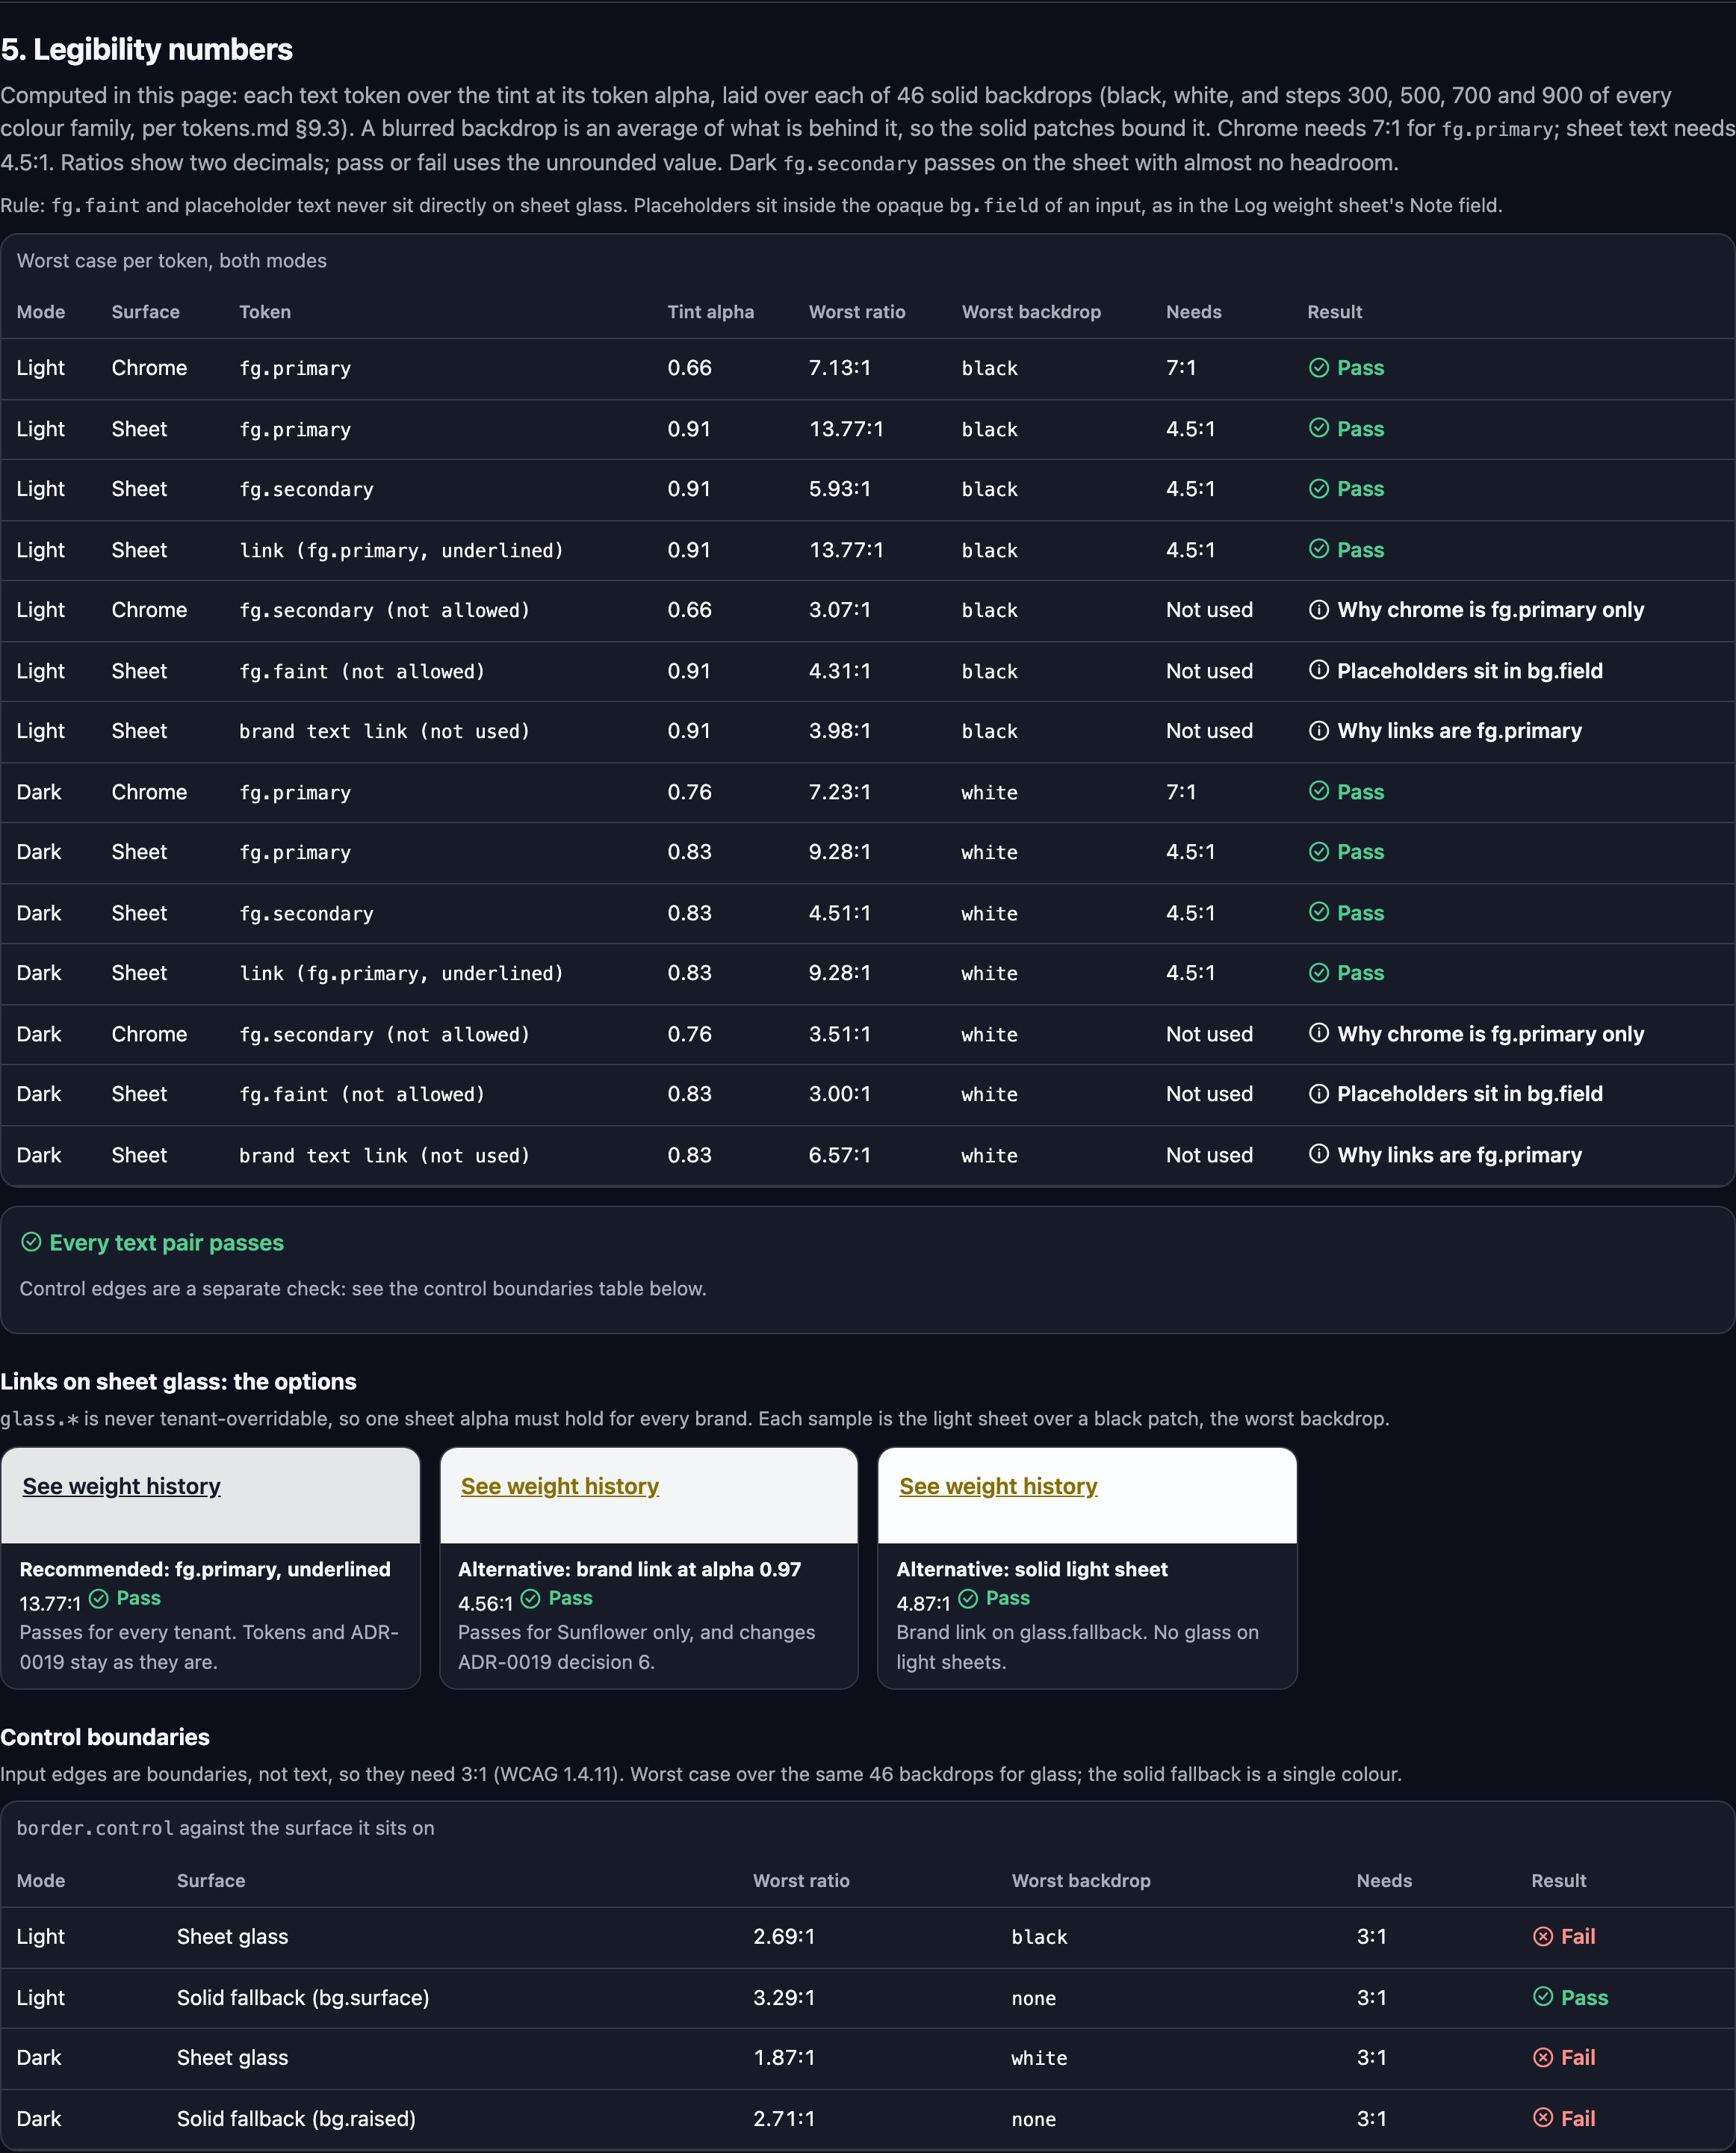 5. Legibility numbers
Computed in this page: each text token over the tint at its token alpha, laid over each of 46 solid backdrops (black, white, and steps 300, 500, 700 and 900 of every
colour family, per tokens.md §9.3). A blurred backdrop is an average of what is behind it, so the solid patches bound it. Chrome needs 7:1 for fg.primary; sheet text needs
4.5:1. Ratios show two decimals; pass or fail uses the unrounded value. Dark fg.secondary passes on the sheet with almost no headroom.
Rule: fg.faint and placeholder text never sit directly on sheet glass. Placeholders sit inside the opaque bg.field of an input, as in the Log weight sheet's Note field.
Worst case per token, both modes
Mode Surface Token Tint alpha Worst ratio Worst backdrop Needs Result
Light Chrome fg.primary 0.66 7.13:1 black 7:1 Pass
Light Sheet fg.primary 0.91 13.77:1 black 4.5:1 Pass
Light Sheet fg.secondary 0.91 5.93:1 black 4.5:1 Pass
Light Sheet link (fg.primary, underlined) 0.91 13.77:1 black 4.5:1 Pass
Light Chrome fg.secondary (not allowed) 0.66 3.07:1 black Not used Why chrome is fg.primary only
Light Sheet fg.faint (not allowed) 0.91 4.31:1 black Not used Placeholders sit in bg.field
Light Sheet brand text link (not used) 0.91 3.98:1 black Not used Why links are fg.primary
Dark Chrome fg.primary 0.76 7.23:1 white 7:1 Pass
Dark Sheet fg.primary 0.83 9.28:1 white 4.5:1 Pass
Dark Sheet fg.secondary 0.83 4.51:1 white 4.5:1 Pass
Dark Sheet link (fg.primary, underlined) 0.83 9.28:1 white 4.5:1 Pass
Dark Chrome fg.secondary (not allowed) 0.76 3.51:1 white Not used Why chrome is fg.primary only
Dark Sheet fg.faint (not allowed) 0.83 3.00:1 white Not used Placeholders sit in bg.field
Dark Sheet brand text link (not used) 0.83 6.57:1 white Not used Why links are fg.primary
Every text pair passes
Control edges are a separate check: see the control boundaries table below.
Links on sheet glass: the options
glass.* is never tenant-overridable, so one sheet alpha must hold for every brand. Each sample is the light sheet over a black patch, the worst backdrop.
See weight history
Recommended: fg.primary, underlined
13.77:1 Pass
Passes for every tenant. Tokens and ADR-
0019 stay as they are.
See weight history
Alternative: brand link at alpha 0.97
4.56:1 Pass
Passes for Sunflower only, and changes
ADR-0019 decision 6.
See weight history
Alternative: solid light sheet
4.87:1 Pass
Brand link on glass.fallback. No glass on
light sheets.
Control boundaries
Input edges are boundaries, not text, so they need 3:1 (WCAG 1.4.11). Worst case over the same 46 backdrops for glass; the solid fallback is a single colour.
border.control against the surface it sits on
Mode Surface Worst ratio Worst backdrop Needs Result
Light Sheet glass 2.69:1 black 3:1 Fail
Light Solid fallback (bg.surface) 3.29:1 none 3:1 Pass
Dark Sheet glass 1.87:1 white 3:1 Fail
Dark Solid fallback (bg.raised) 2.71:1 none 3:1 Fail